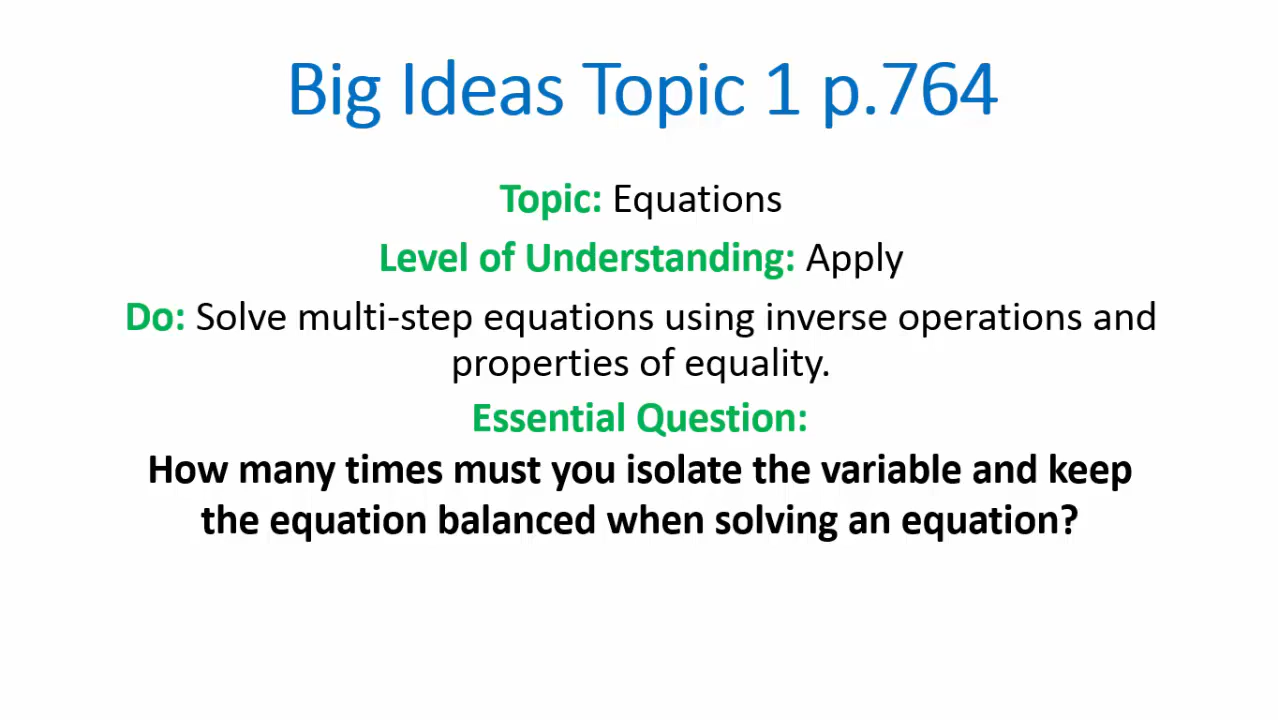 Big Ideas Topic 1 p.764
Topic: Equations
Level of Understanding: Apply
Do: Solve multi-step equations using inverse operations and
properties of equality.
Essential Question:
How many times must you isolate the variable and keep
the equation balanced when solving an equation?